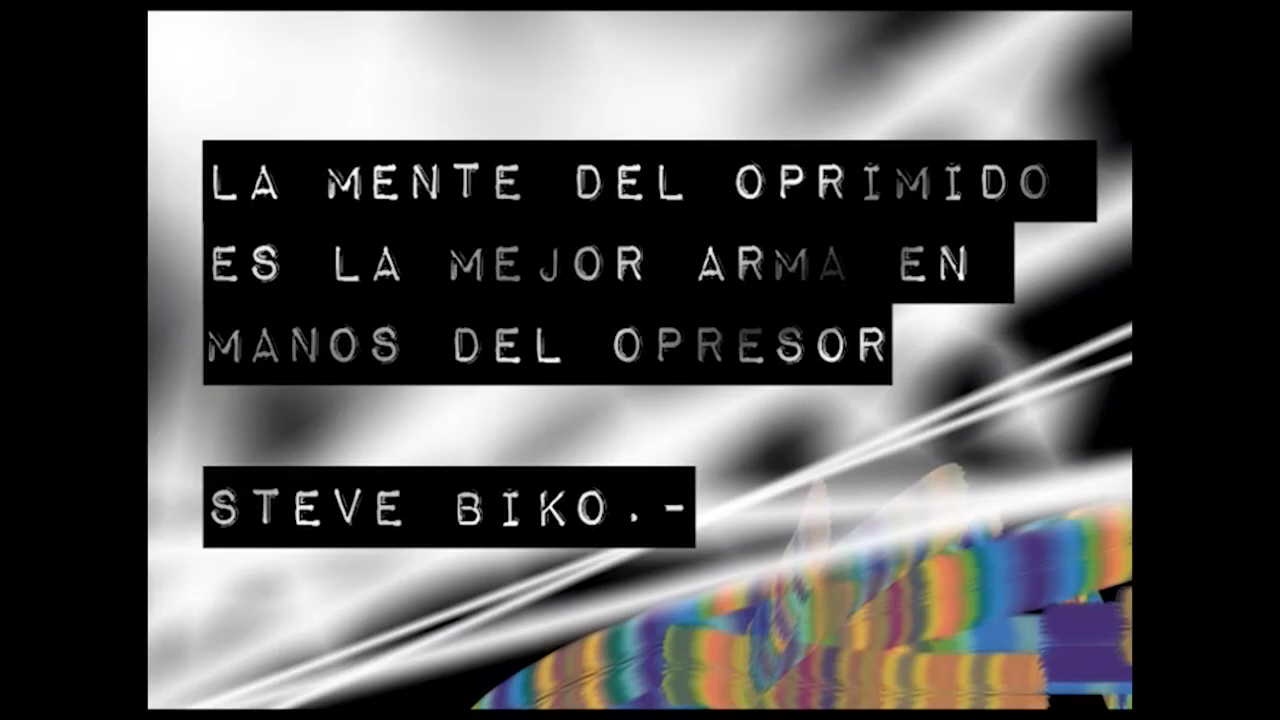 LA MENTE DEL OPRIMIDO
ES LA MEJOR ARMA EN
MANOS DEL OPRESOR
STEVE BIKO.-